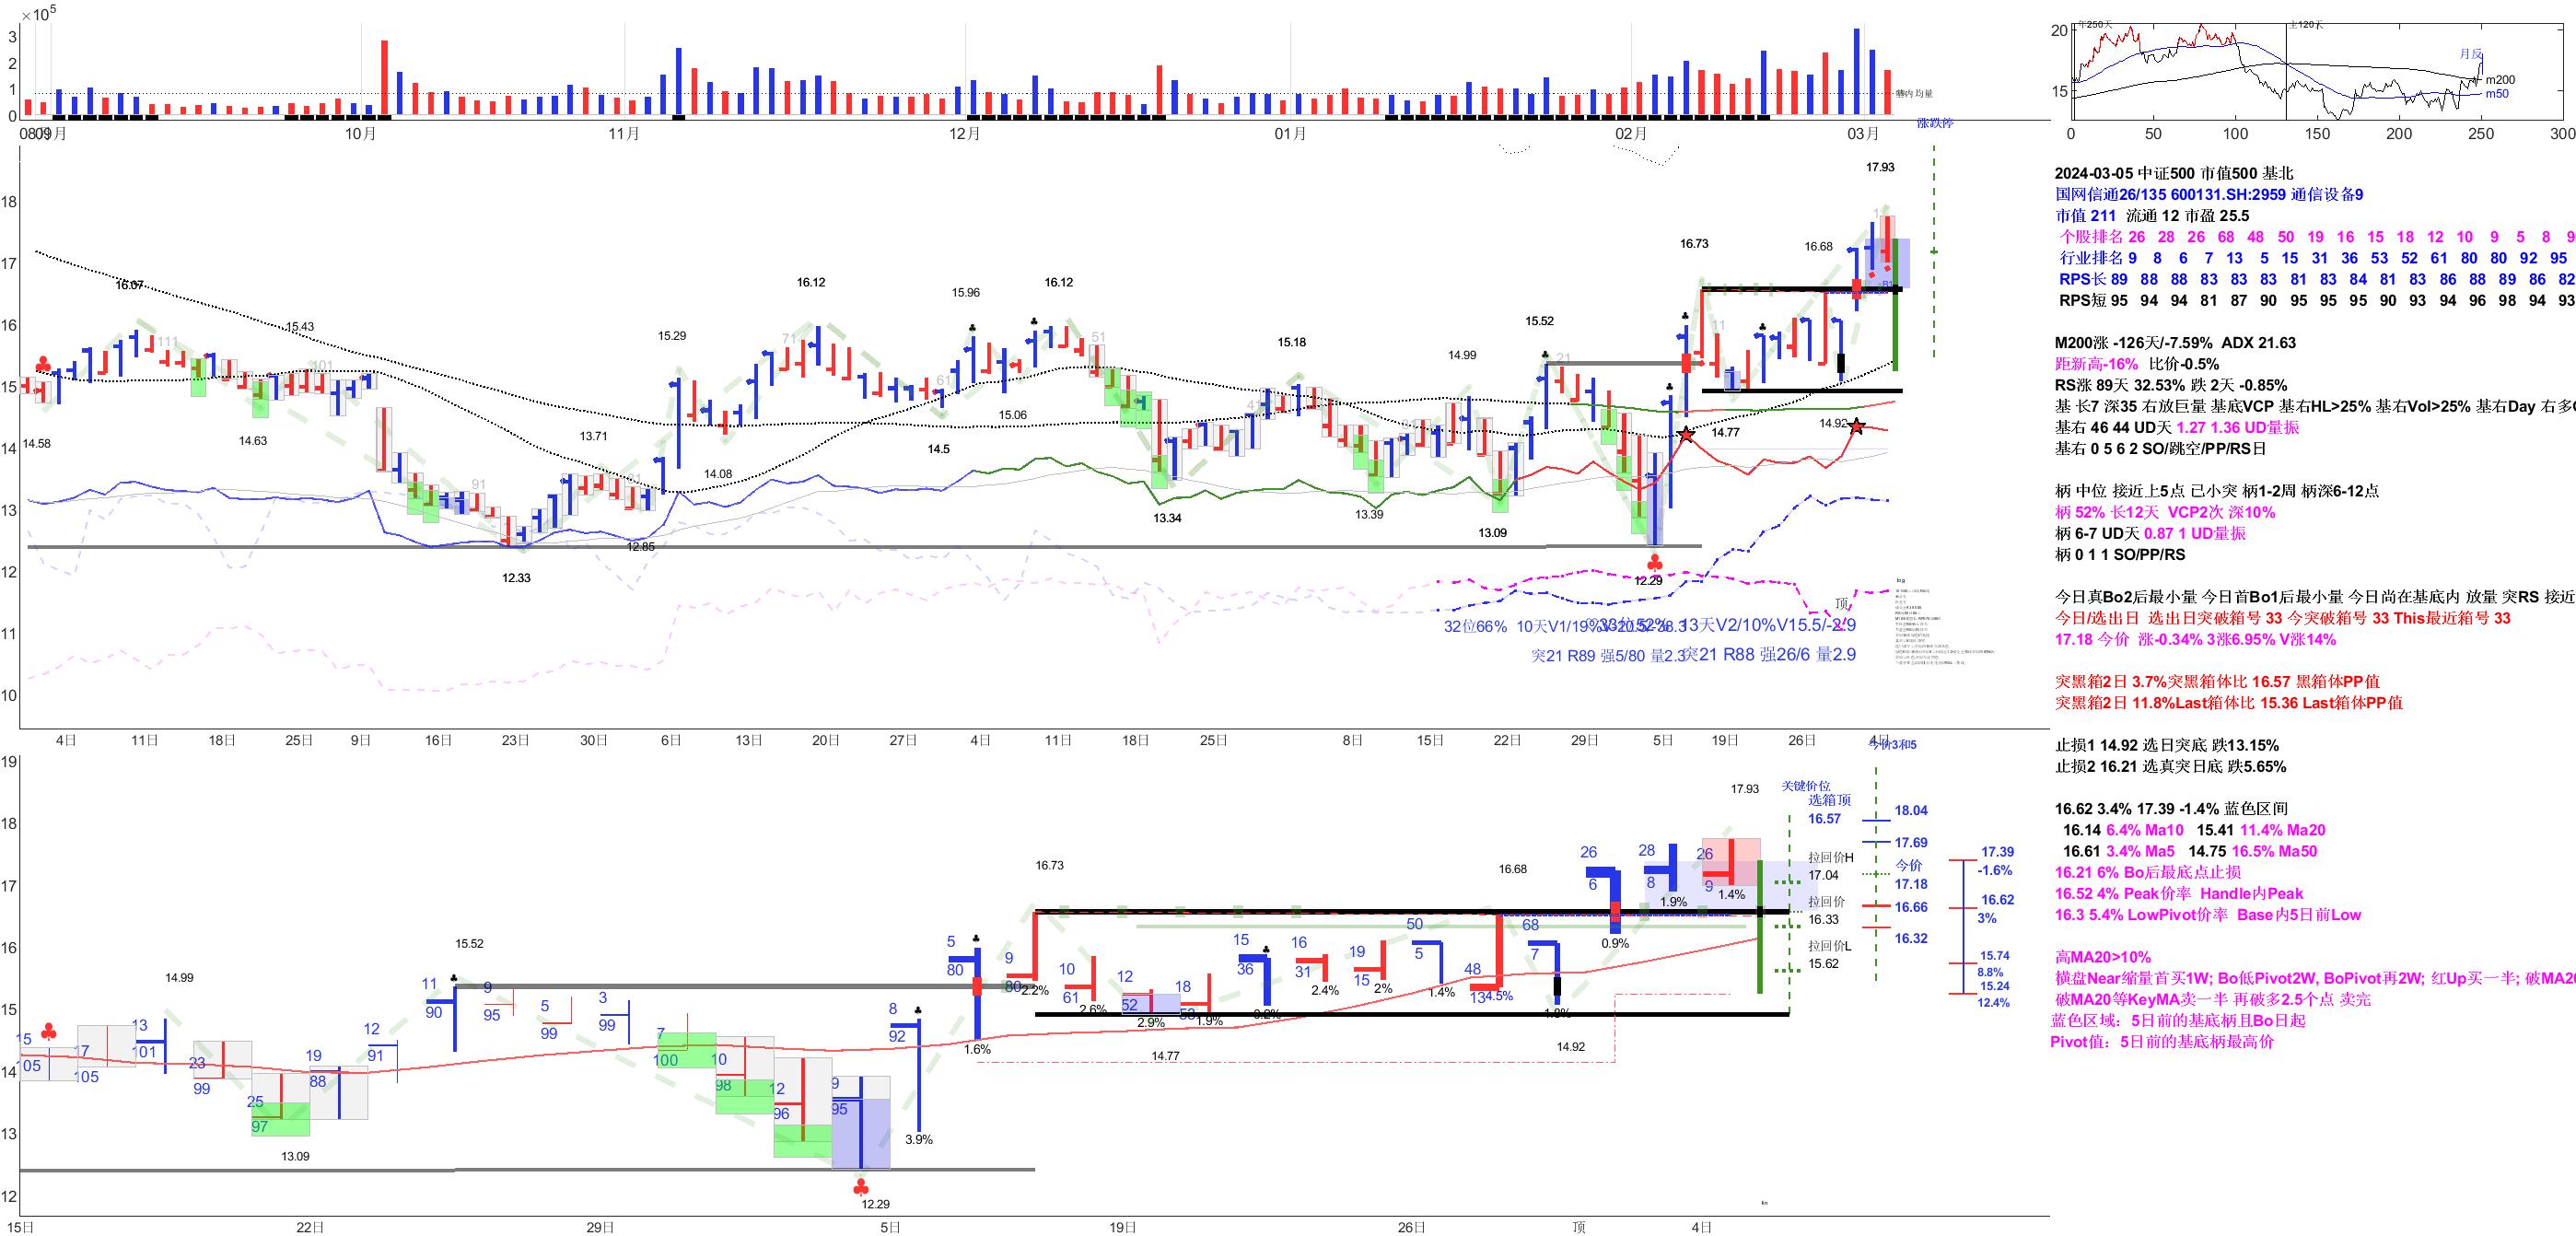 ×10⁵
3
2
1
0
基内均量
0809月
10月
11月
12月
01月
02月
03月
涨跌停
20
15
年250天
主120天
月反
m200
m50
0 50 100 150 200 250 300
18
17
16
15
14
13
12
11
10
16.07
111
15.43
101
15.29
71
16.12
15.96
61
16.12
51
15.18
14.99
15.52
21
16.73
11
16.68
17.93
14.58
14.63
91
12.33
13.71
12.85
14.08
14.5
15.06
13.34
13.39
13.09
12.29
14.77
14.92
顶
32位66% 10天V1/19%
13天V2/10%V15.5/-2.9
突21 R89 强5/80 量2.3
突21 R88 强26/6 量2.9
log
4日 11日 18日 25日 9日 16日 23日 30日 6日 13日 20日 27日 4日 11日 18日 25日 8日 15日 22日 29日 5日 19日 26日 4日
今价3和5
19
18
17
16
15
14
13
12
15
105
17
105
13
101
23
99
25
97
19
88
12
91
11
90
9
95
5
99
3
99
7
100
10
98
12
96
9
95
8
92
5
80
9
80
10
61
12
52
18
53
15
36
16
31
19
15
50
5
48
13
68
7
26
6
28
8
26
9
14.99
13.09
15.52
12.29
3.9%
1.6%
16.73
2.2%
2.6%
2.9%
1.9%
14.77
2.4%
2%
1.4%
4.5%
16.68
14.92
0.9%
1.9%
1.4%
17.93
关键价位
选箱顶
16.57
拉回价H
17.04
拉回价
16.33
拉回价L
15.62
18.04
17.69
今价
17.18
16.66
16.32
17.39
-1.6%
16.62
3%
15.74
8.8%
15.24
12.4%
15日 22日 29日 5日 19日 26日 顶 4日
2024-03-05 中证500 市值500 基北
国网信通26/135 600131.SH:2959 通信设备9
市值 211 流通 12 市盈 25.5
个股排名 26 28 26 68 48 50 19 16 15 18 12 10 9 5 8 9
行业排名 9 8 6 7 13 5 15 31 36 53 52 61 80 80 92 95
RPS长 89 88 88 83 83 83 81 83 84 81 83 86 88 89 86 82
RPS短 95 94 94 81 87 90 95 95 95 90 93 94 96 98 94 93
M200涨 -126天/-7.59% ADX 21.63
距新高-16% 比价-0.5%
RS涨 89天 32.53% 跌 2天 -0.85%
基 长7 深35 右放巨量 基底VCP 基右HL>25% 基右Vol>25% 基右Day 右多
基右 46 44 UD天 1.27 1.36 UD量振
基右 0 5 6 2 SO/跳空/PP/RS日
柄 中位 接近上5点 已小突 柄1-2周 柄深6-12点
柄 52% 长12天 VCP2次 深10%
柄 6-7 UD天 0.87 1 UD量振
柄 0 1 1 SO/PP/RS
今日真Bo2后最小量 今日首Bo1后最小量 今日尚在基底内 放量 突RS 接近
今日/选出日 选出日突破箱号 33 今突破箱号 33 This最近箱号 33
17.18 今价 涨-0.34% 3涨6.95% V涨14%
突黑箱2日 3.7%突黑箱体比 16.57 黑箱体PP值
突黑箱2日 11.8%Last箱体比 15.36 Last箱体PP值
止损1 14.92 选日突底 跌13.15%
止损2 16.21 选真突日底 跌5.65%
16.62 3.4% 17.39 -1.4% 蓝色区间
16.14 6.4% Ma10 15.41 11.4% Ma20
16.61 3.4% Ma5 14.75 16.5% Ma50
16.21 6% Bo后最底点止损
16.52 4% Peak价率 Handle内Peak
16.3 5.4% LowPivot价率 Base内5日前Low
高MA20>10%
横盘Near缩量首买1W; Bo低Pivot2W, BoPivot再2W; 红Up买一半; 破MA20
破MA20等KeyMA卖一半 再破多2.5个点 卖完
蓝色区域：5日前的基底柄且Bo日起
Pivot值：5日前的基底柄最高价